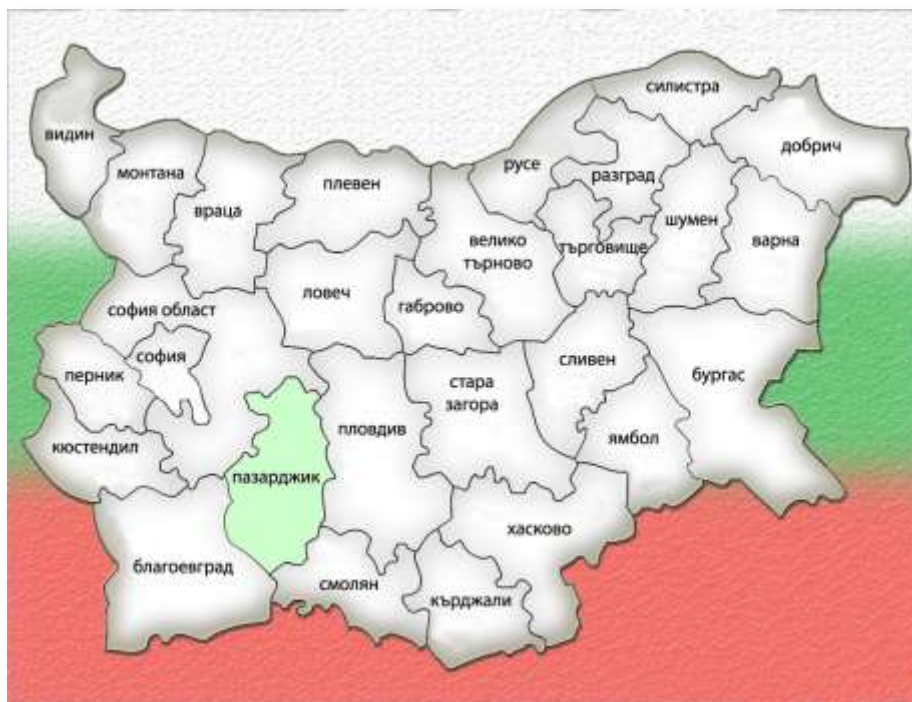 силистра
видин
добрич
русе
монтана
разград
плевен
враца
шумен
велико
търново
търговище
варна
ловеч
габрово
софия област
софия
сливен
перник
бургас
стара
загора
пловдив
ямбол
кюстендил
пазарджик
хасково
благоевград
смолян
кърджали